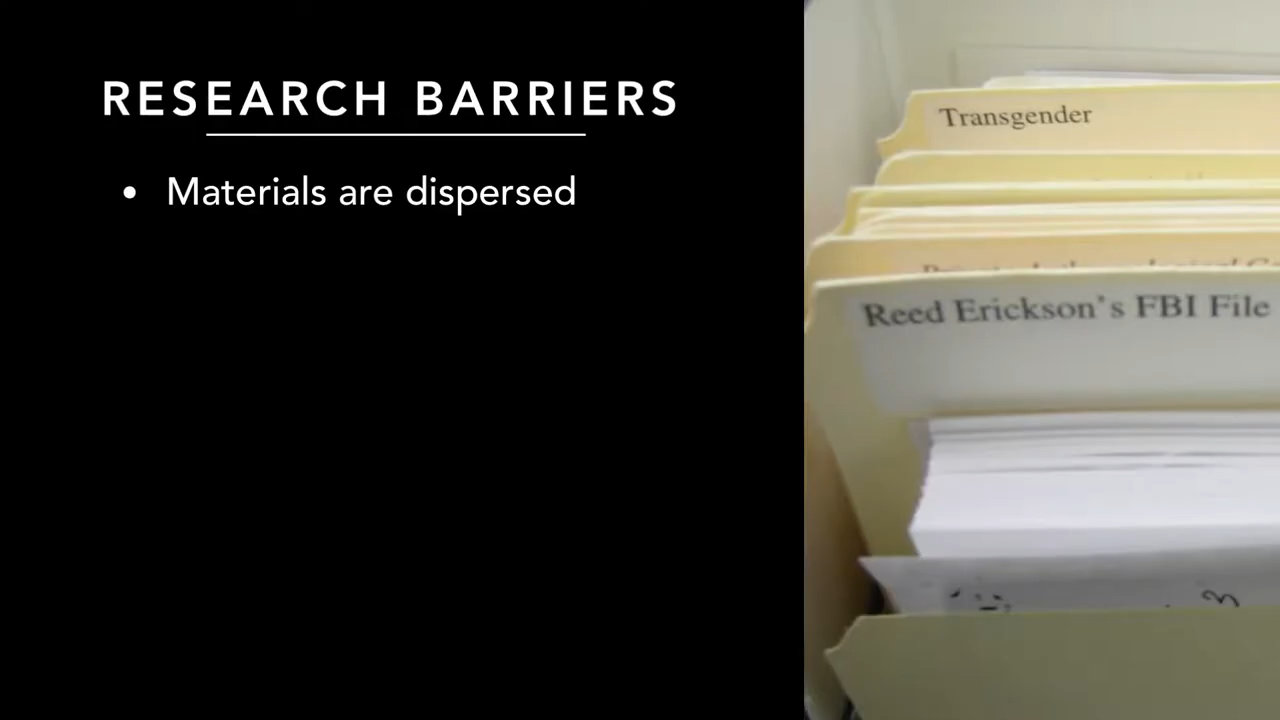 RESEARCH BARRIERS
• Materials are dispersed
Transgender
Reed Erickson's FBI File